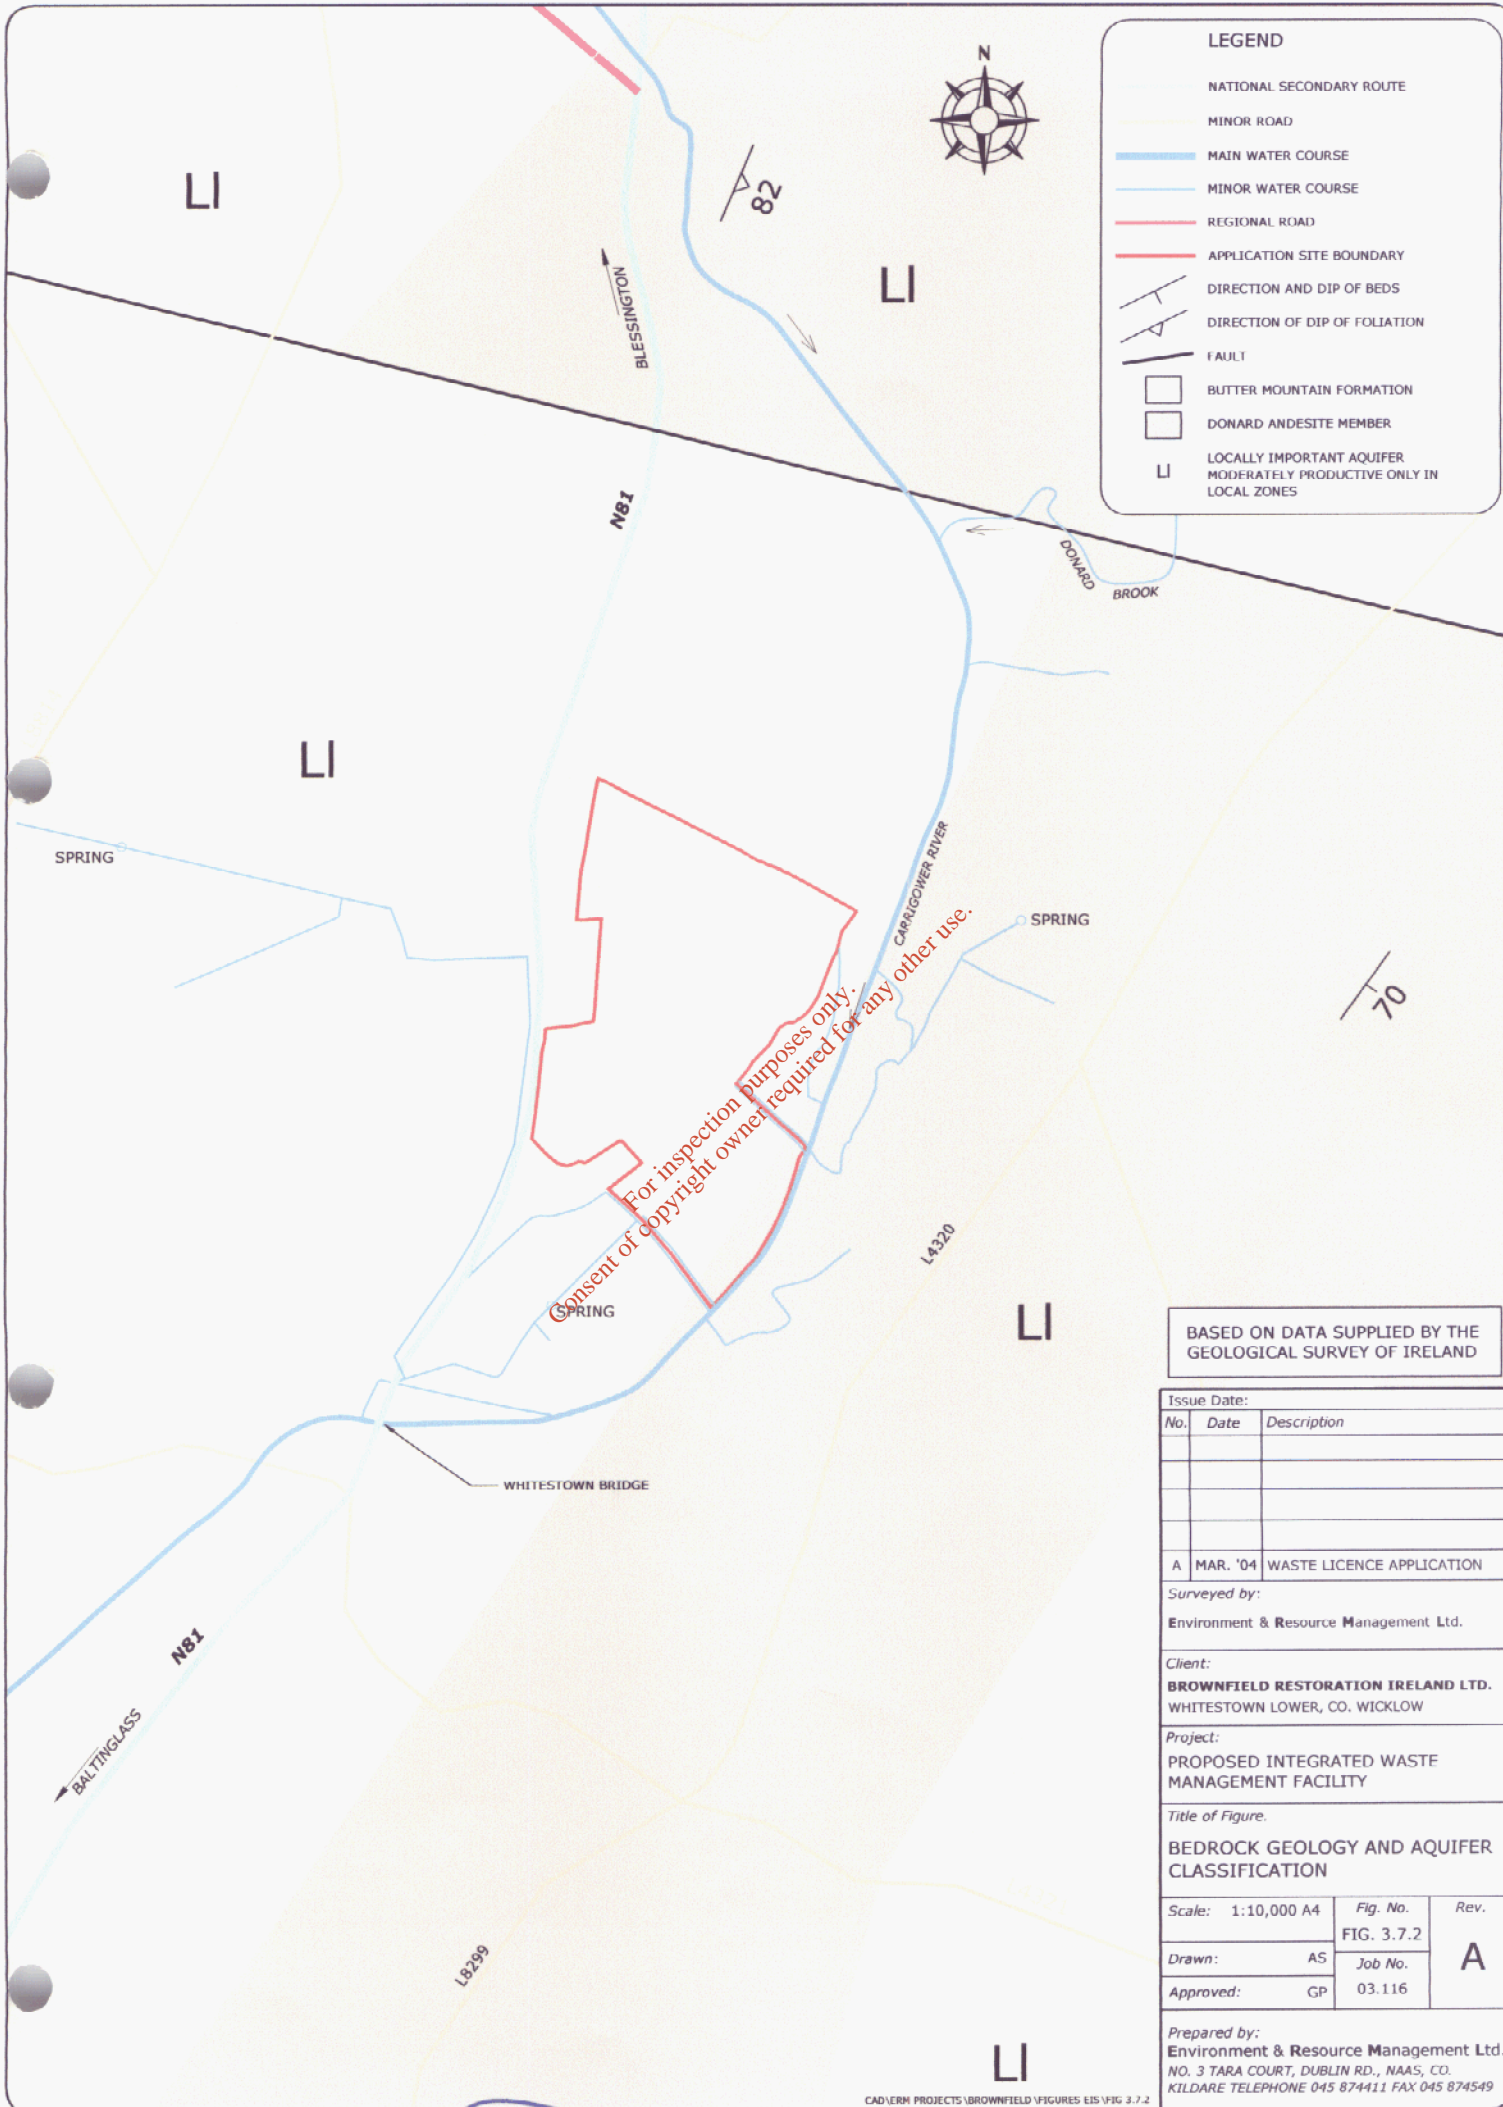 LEGEND
NATIONAL SECONDARY ROUTE
MINOR ROAD
MAIN WATER COURSE
MINOR WATER COURSE
REGIONAL ROAD
APPLICATION SITE BOUNDARY
DIRECTION AND DIP OF BEDS
DIRECTION OF DIP OF FOLIATION
FAULT
BUTTER MOUNTAIN FORMATION
DONARD ANDESITE MEMBER
LI
LOCALLY IMPORTANT AQUIFER
MODERATELY PRODUCTIVE ONLY IN
LOCAL ZONES
N
LI
82
LI
BLESSINGTON
N81
DONARD
BROOK
LI
SPRING
CARRIGOWER RIVER
SPRING
70
For inspection purposes only.
Consent of copyright owner required for any other use.
L4320
SPRING
LI
WHITESTOWN BRIDGE
N81
BALTINGLASS
L8299
LI
CAD\ERM PROJECTS\BROWNFIELD\FIGURES EIS\FIG 3.7.2
BASED ON DATA SUPPLIED BY THE
GEOLOGICAL SURVEY OF IRELAND
Issue Date:
No. Date Description
A MAR. '04 WASTE LICENCE APPLICATION
Surveyed by:
Environment & Resource Management Ltd.
Client:
BROWNFIELD RESTORATION IRELAND LTD.
WHITESTOWN LOWER, CO. WICKLOW
Project:
PROPOSED INTEGRATED WASTE
MANAGEMENT FACILITY
Title of Figure.
BEDROCK GEOLOGY AND AQUIFER
CLASSIFICATION
Scale: 1:10,000 A4
Fig. No.
FIG. 3.7.2
Rev.
A
Drawn: AS
Job No.
03.116
Approved: GP
Prepared by:
Environment & Resource Management Ltd.
NO. 3 TARA COURT, DUBLIN RD., NAAS, CO.
KILDARE TELEPHONE 045 874411 FAX 045 874549